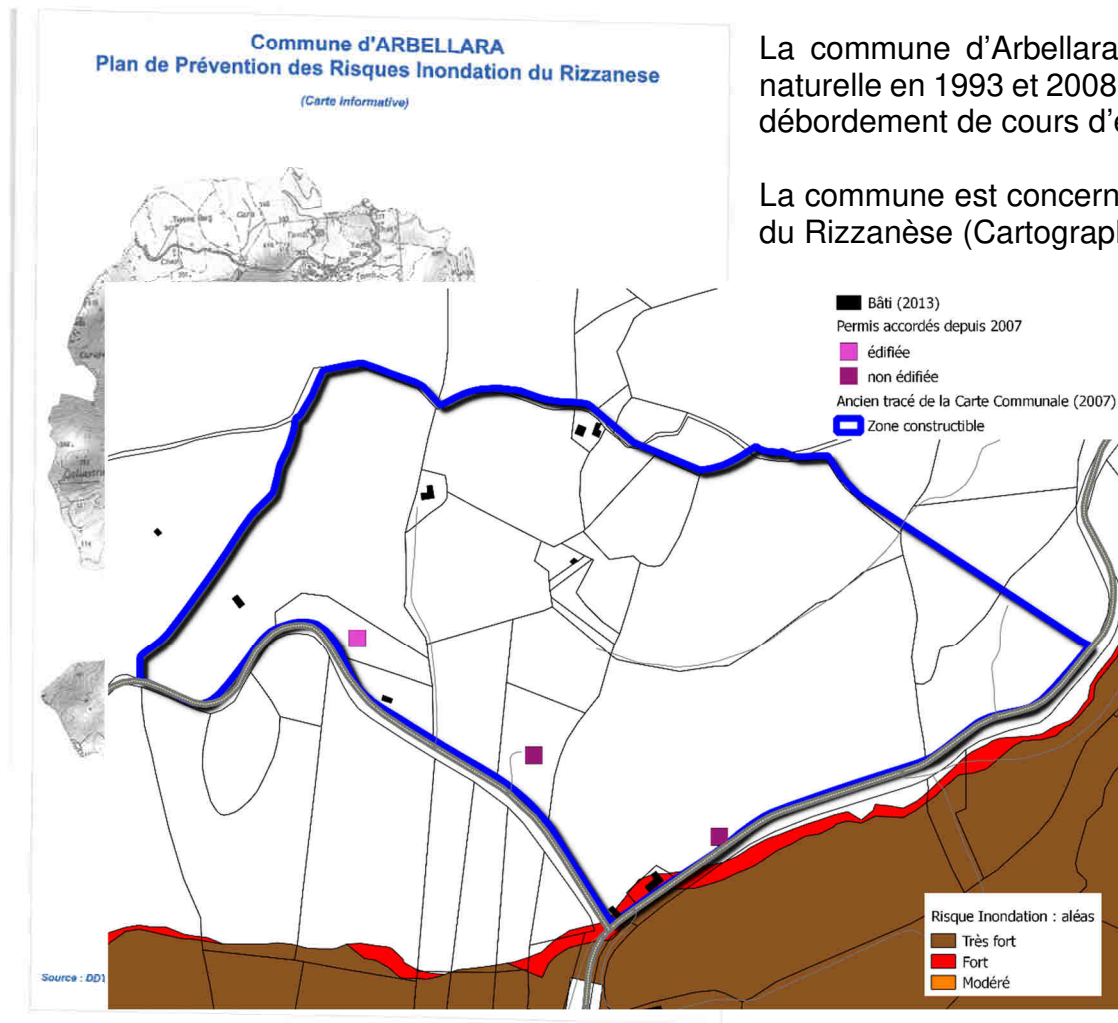 Commune d'ARBELLARA
Plan de Prévention des Risques Inondation du Rizzanese
(Carte Informative)
La commune d'Arbellara
naturelle en 1993 et 2008
débordement de cours d'e
La commune est concern
du Rizzanèse (Cartograp
Bâti (2013)
Permis accordés depuis 2007
édifiée
non édifiée
Ancien tracé de la Carte Communale (2007)
Zone constructible
Risque Inondation : aléas
Très fort
Fort
Modéré
Source : DD